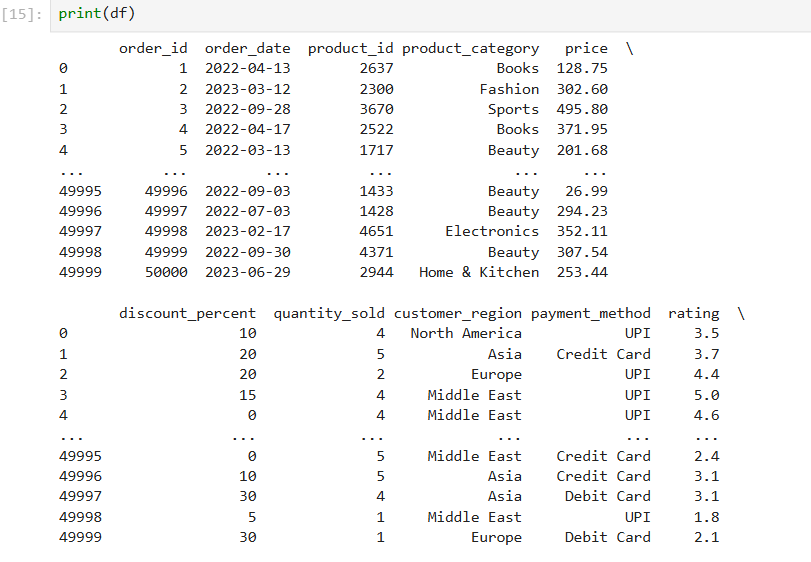 [15]: print(df)
order_id order_date product_id product_category price \
0 1 2022-04-13 2637 Books 128.75
1 2 2023-03-12 2300 Fashion 302.60
2 3 2022-09-28 3670 Sports 495.80
3 4 2022-04-17 2522 Books 371.95
4 5 2022-03-13 1717 Beauty 201.68
... ... ... ... ... ...
49995 49996 2022-09-03 1433 Beauty 26.99
49996 49997 2022-07-03 1428 Beauty 294.23
49997 49998 2023-02-17 4651 Electronics 352.11
49998 49999 2022-09-30 4371 Beauty 307.54
49999 50000 2023-06-29 2944 Home & Kitchen 253.44
discount_percent quantity_sold customer_region payment_method rating \
0 10 4 North America UPI 3.5
1 20 5 Asia Credit Card 3.7
2 20 2 Europe UPI 4.4
3 15 4 Middle East UPI 5.0
4 0 4 Middle East UPI 4.6
... ... ... ... ... ...
49995 0 5 Middle East Credit Card 2.4
49996 10 5 Asia Credit Card 3.1
49997 30 4 Asia Debit Card 3.1
49998 5 1 Middle East UPI 1.8
49999 30 1 Europe Debit Card 2.1